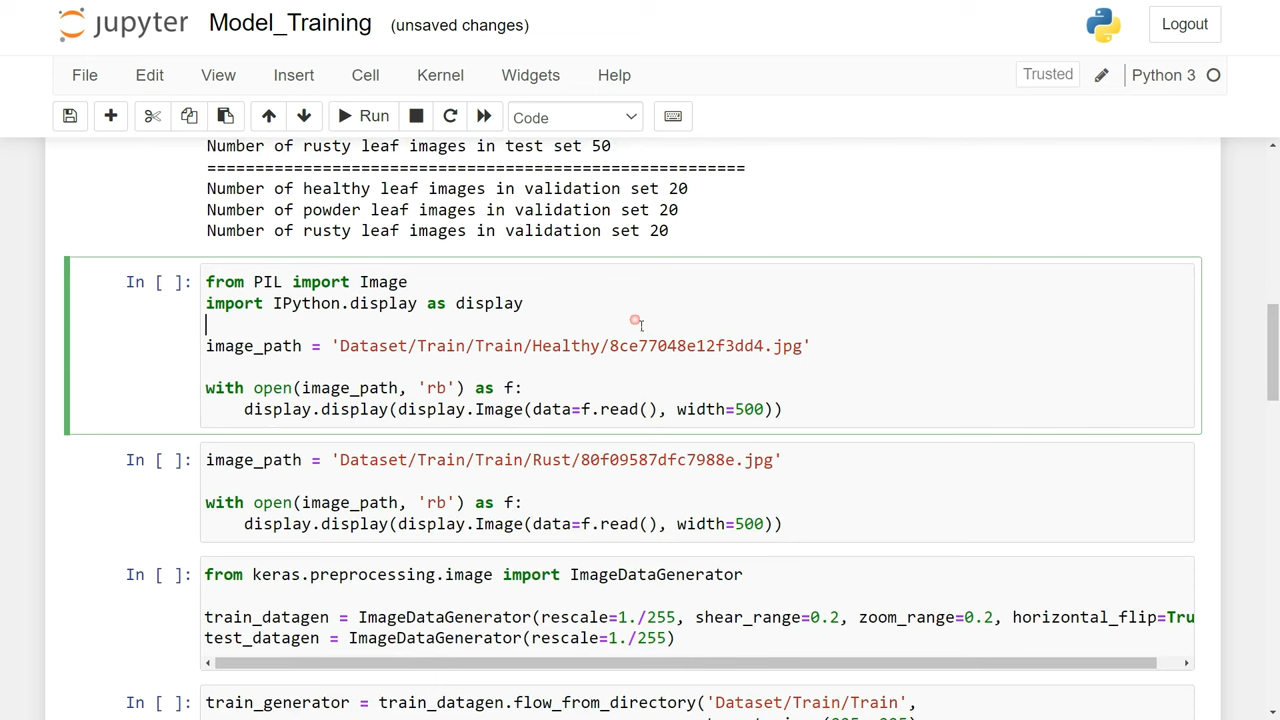 jupyter Model_Training (unsaved changes) Logout
File Edit View Insert Cell Kernel Widgets Help Trusted Python 3
Run Code
Number of rusty leaf images in test set 50
========================================================
Number of healthy leaf images in validation set 20
Number of powder leaf images in validation set 20
Number of rusty leaf images in validation set 20
In [ ]: from PIL import Image
import IPython.display as display
image_path = 'Dataset/Train/Train/Healthy/8ce77048e12f3dd4.jpg'
with open(image_path, 'rb') as f:
display.display(display.Image(data=f.read(), width=500))
In [ ]: image_path = 'Dataset/Train/Train/Rust/80f09587dfc7988e.jpg'
with open(image_path, 'rb') as f:
display.display(display.Image(data=f.read(), width=500))
In [ ]: from keras.preprocessing.image import ImageDataGenerator
train_datagen = ImageDataGenerator(rescale=1./255, shear_range=0.2, zoom_range=0.2, horizontal_flip=Tru
test_datagen = ImageDataGenerator(rescale=1./255)
In [ ]: train_generator = train_datagen.flow_from_directory('Dataset/Train/Train',